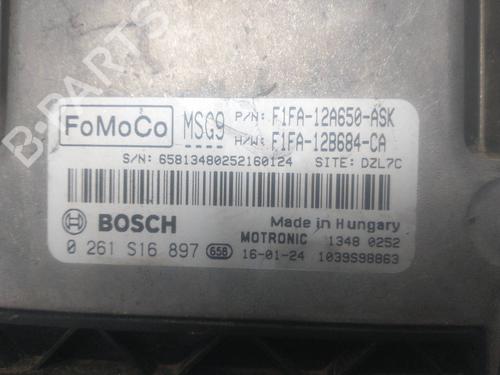 B-PARTS
FoMoCo MSG9 P/N: F1FA-12A650-ASK
H/W: F1FA-12B684-CA
S/N: 65813480252160124 SITE: DZL7C
BOSCH Made in Hungary
MOTRONIC 1348 0252
0 261 S16 897 658 16-01-24 1039S98863